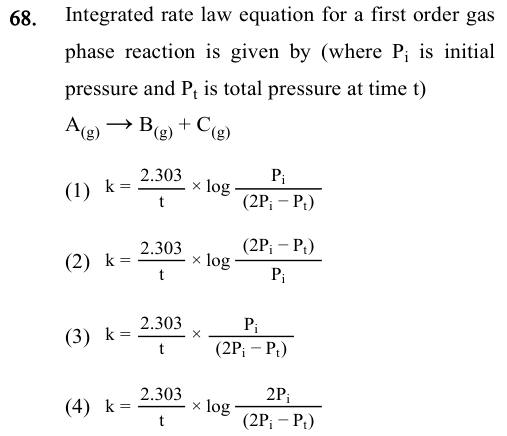 68. Integrated rate law equation for a first order gas
phase reaction is given by (where Pᵢ is initial
pressure and Pₜ is total pressure at time t)
A(g) ⟶ B(g) + C(g)
(1) k = 2.303/t × log Pᵢ/(2Pᵢ − Pₜ)
(2) k = 2.303/t × log (2Pᵢ − Pₜ)/Pᵢ
(3) k = 2.303/t × Pᵢ/(2Pᵢ − Pₜ)
(4) k = 2.303/t × log 2Pᵢ/(2Pᵢ − Pₜ)